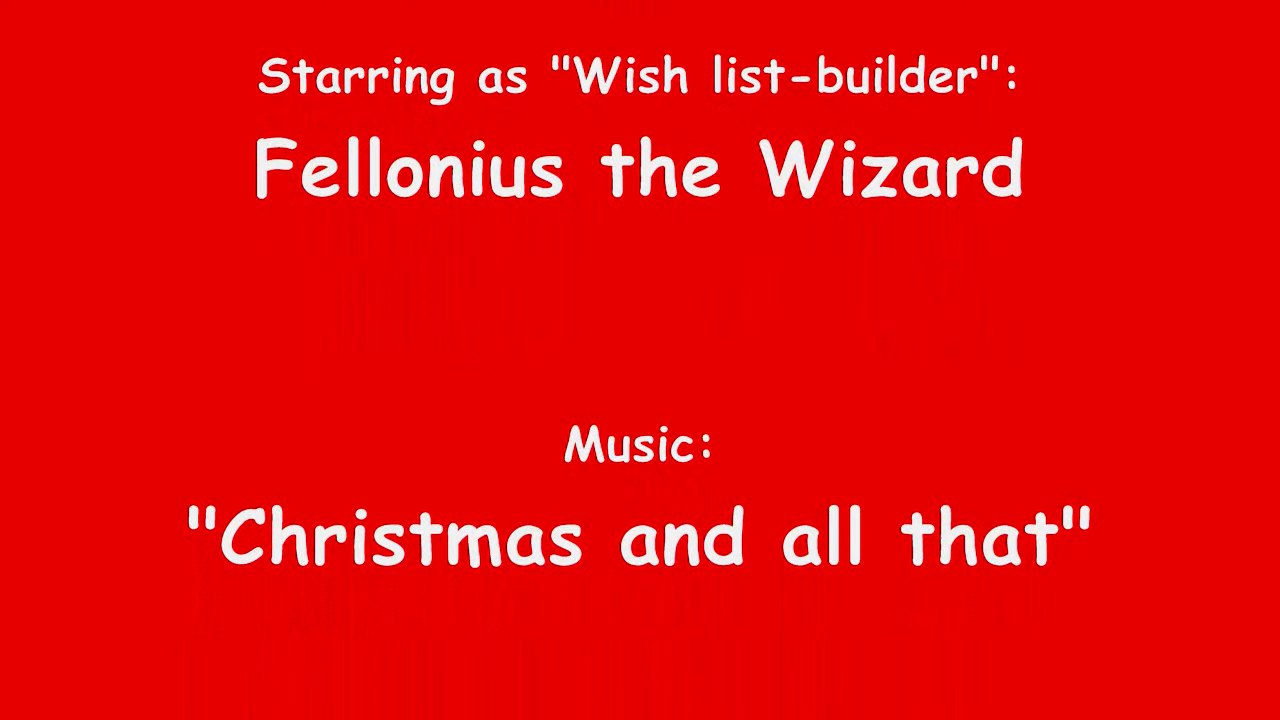 Starring as "Wish list-builder":
Fellonius the Wizard
Music:
"Christmas and all that"